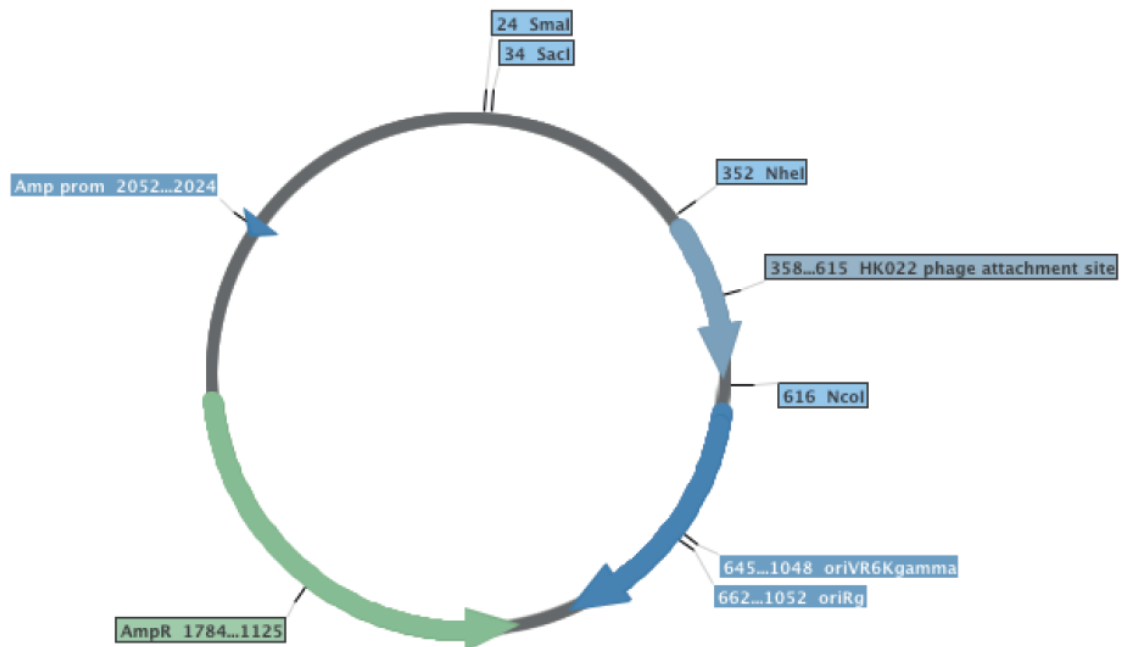 24 SmaI
34 SacI
Amp prom 2052...2024
352 NheI
358...615 HK022 phage attachment site
616 NcoI
645...1048 oriVR6Kgamma
662...1052 oriRg
AmpR 1784...1125